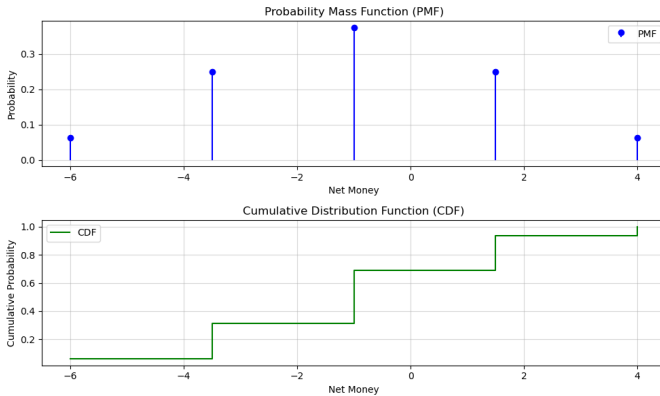 Probability Mass Function (PMF)
PMF
0.3
0.2
0.1
0.0
Probability
−6 −4 −2 0 2 4
Net Money
Cumulative Distribution Function (CDF)
CDF
1.0
0.8
0.6
0.4
0.2
Cumulative Probability
−6 −4 −2 0 2 4
Net Money